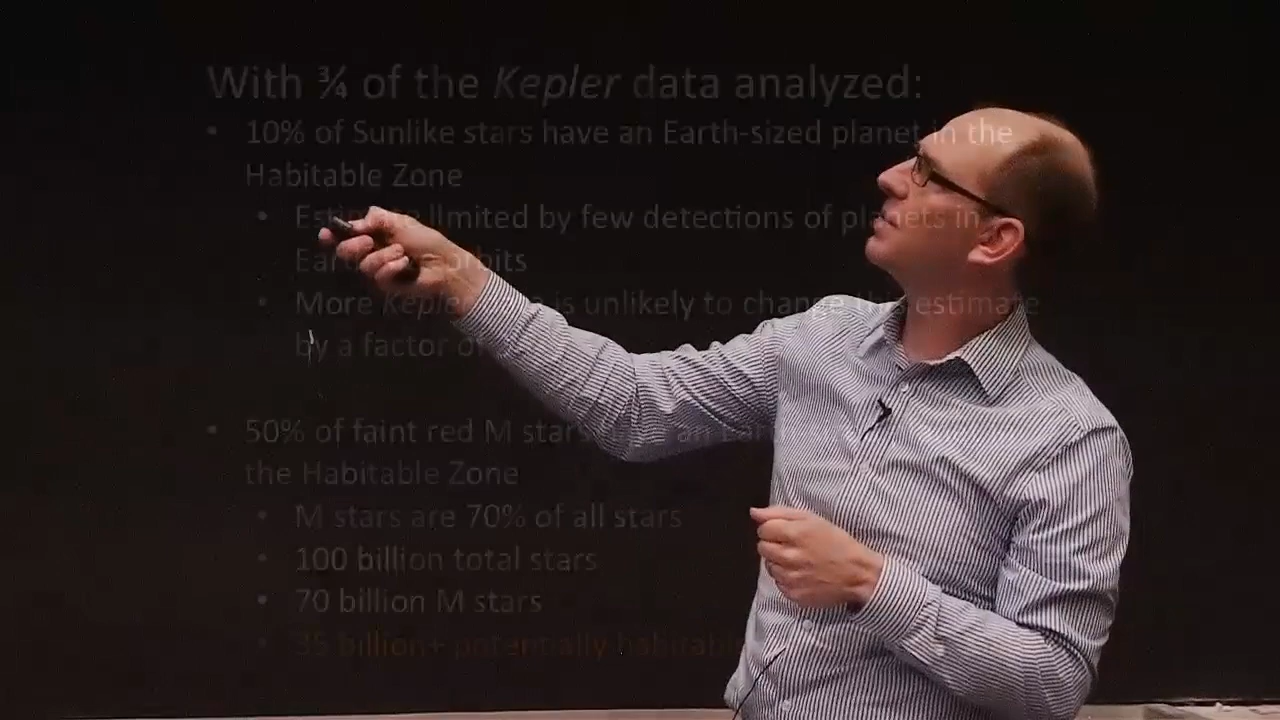 With ¾ of the Kepler data analyzed:
• 10% of Sunlike stars have an Earth-sized planet in the
Habitable Zone
• limited by few detections of planets in
• More Kepler is unlikely to change this estimate
by a factor
• 50% of faint red M stars an
the Habitable Zone
• M stars are 70% of all stars
• 100 billion total stars
• 70 billion M stars
• 35 billion+ potentially